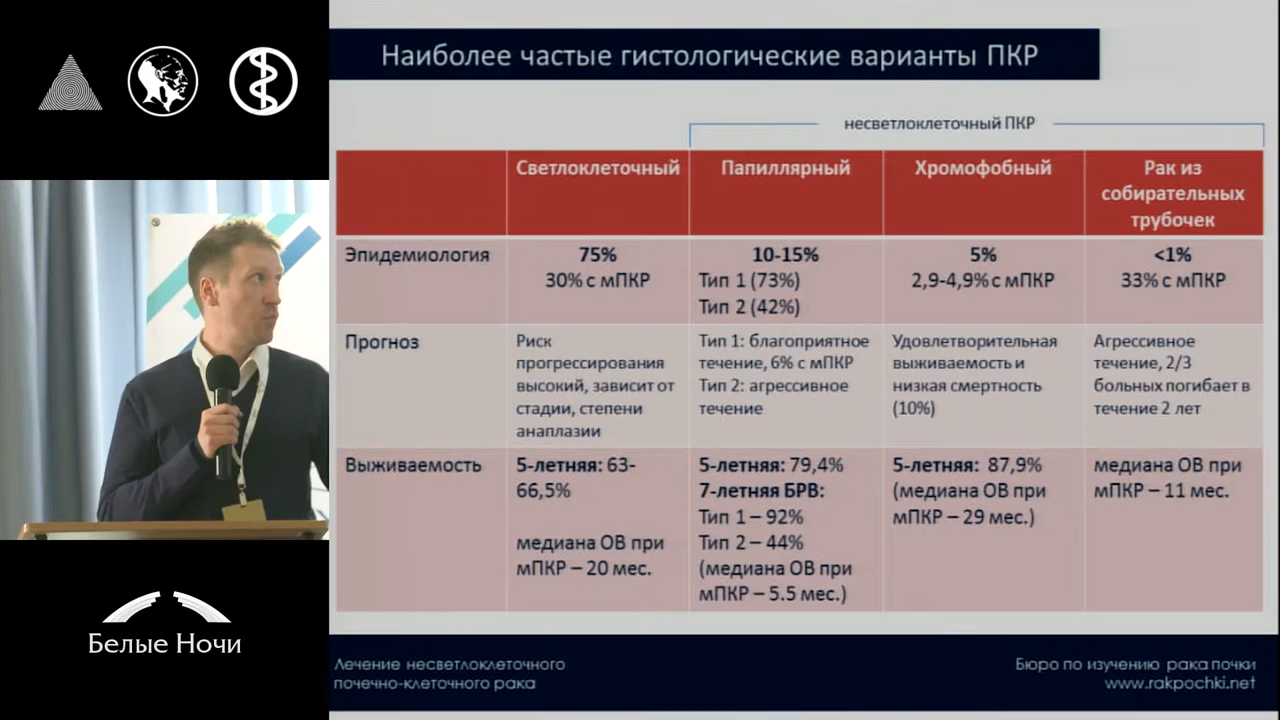 Наиболее частые гистологические варианты ПКР
несветлоклеточный ПКР
Светлоклеточный
Папиллярный
Хромофобный
Рак из
собирательных
трубочек
Эпидемиология
75%
30% с мПКР
10-15%
Тип 1 (73%)
Тип 2 (42%)
5%
2,9-4,9% с мПКР
<1%
33% с мПКР
Прогноз
Риск
прогрессирования
высокий, зависит от
стадии, степени
анаплазии
Тип 1: благоприятное
течение, 6% с мПКР
Тип 2: агрессивное
течение
Удовлетворительная
выживаемость и
низкая смертность
(10%)
Агрессивное
течение, 2/3
больных погибает в
течение 2 лет
Выживаемость
5-летняя: 63-
66,5%
медиана ОВ при
мПКР – 20 мес.
5-летняя: 79,4%
7-летняя БРВ:
Тип 1 – 92%
Тип 2 – 44%
(медиана ОВ при
мПКР – 5.5 мес.)
5-летняя: 87,9%
(медиана ОВ при
мПКР – 29 мес.)
медиана ОВ при
мПКР – 11 мес.
Белые Ночи
Лечение несветлоклеточного
почечно-клеточного рака
Бюро по изучению рака почки
www.rakpochki.net